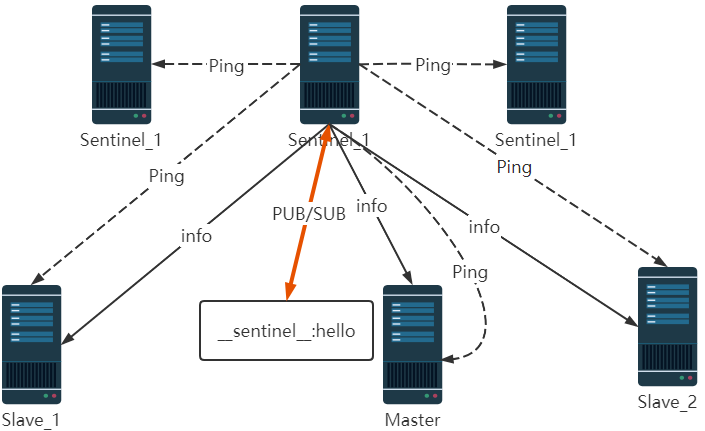 Ping
Ping
Sentinel_1
Sentinel_1
Sentinel_1
Ping
Ping
PUB/SUB
info
info
info
Ping
__sentinel__:hello
Slave_1
Master
Slave_2